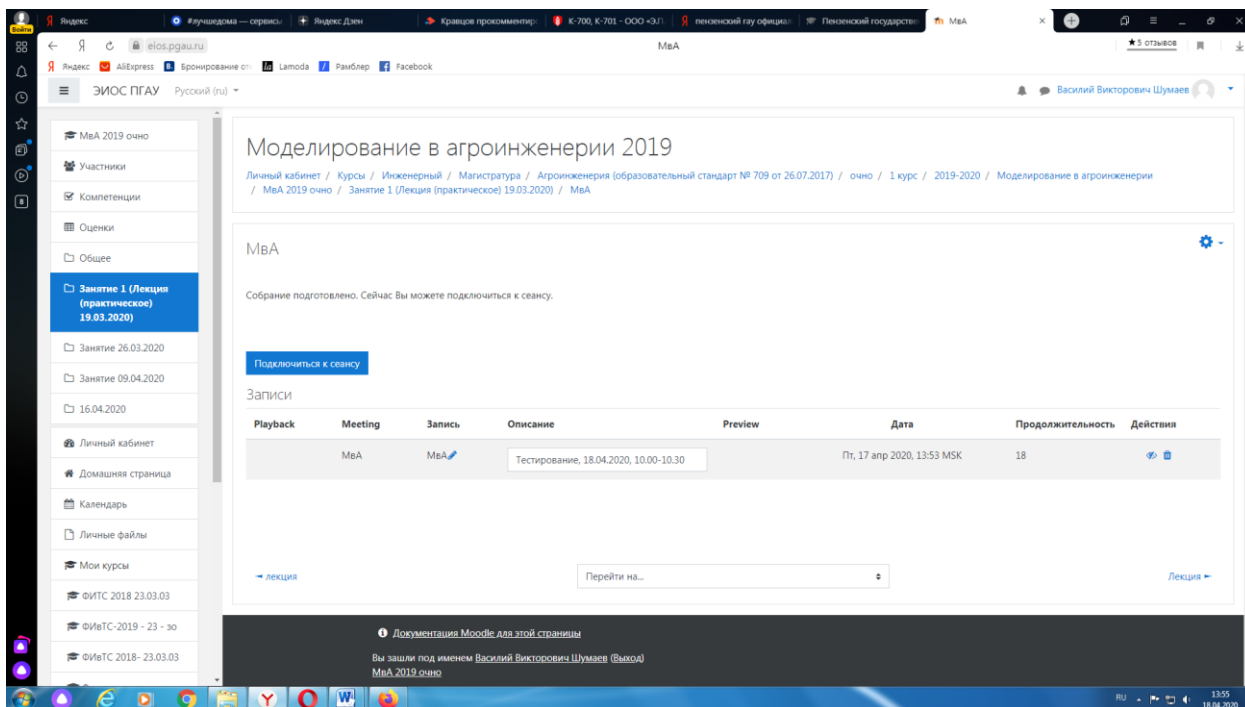 Яндекс
#лучшедома — сервисы
Яндекс Дзен
Кравцов прокомментир
К-700, К-701 - ООО «Э.П.
пензенский гау официал
Пензенский государстве
МвА
Войти
eios.pgau.ru
МвА
★ 5 отзывов
Яндекс AliExpress Бронирование от Lamoda Рамблер Facebook
ЭИОС ПГАУ Русский (ru)
Василий Викторович Шумаев
МвА 2019 очно
Участники
Компетенции
Оценки
Общее
Занятие 1 (Лекция
(практическое)
19.03.2020)
Занятие 26.03.2020
Занятие 09.04.2020
16.04.2020
Личный кабинет
Домашняя страница
Календарь
Личные файлы
Мои курсы
ФИТС 2018 23.03.03
ФИвТС-2019 - 23 - зо
ФИвТС 2018- 23.03.03
Моделирование в агроинженерии 2019
Личный кабинет / Курсы / Инженерный / Магистратура / Агроинженерия (образовательный стандарт № 709 от 26.07.2017) / очно / 1 курс / 2019-2020 / Моделирование в агроинженерии
/ МвА 2019 очно / Занятие 1 (Лекция (практическое) 19.03.2020) / МвА
МвА
Собрание подготовлено. Сейчас Вы можете подключиться к сеансу.
Подключиться к сеансу
Записи
Playback Meeting Запись Описание Preview Дата Продолжительность Действия
МвА МвА Тестирование, 18.04.2020, 10.00-10.30 Пт, 17 апр 2020, 13:53 MSK 18
◄ лекция
Перейти на...
Лекция ►
Документация Moodle для этой страницы
Вы зашли под именем Василий Викторович Шумаев (Выход)
МвА 2019 очно
RU
13:55
18.04.2020